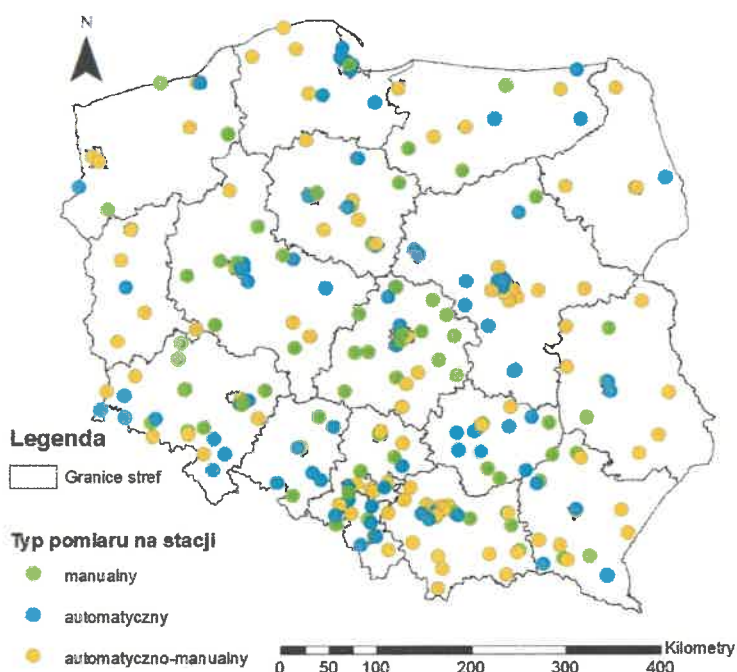 N
Legenda
Granice stref
Typ pomiaru na stacji
manualny
automatyczny
automatyczno-manualny
Kilometry
0 50 100 200 300 400